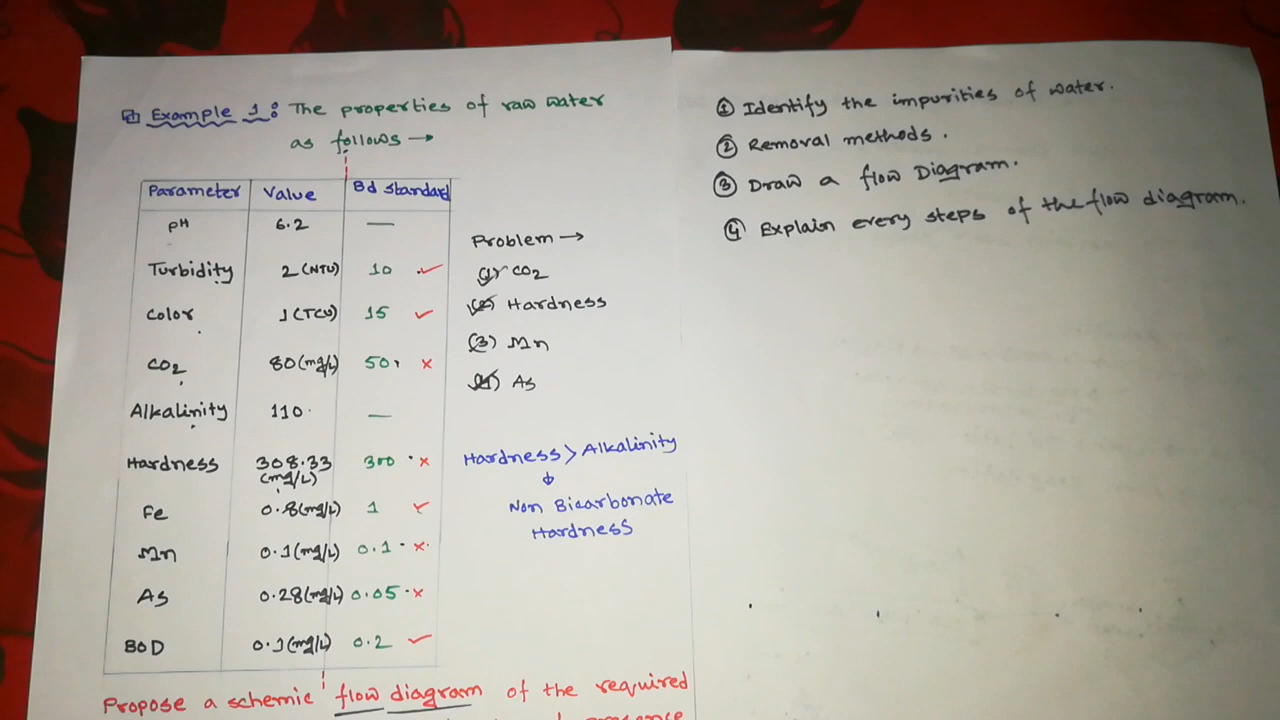 Example 1: The properties of raw water
as follows →
Parameter Value Bd standard
pH 6.2 —
Turbidity 2 (NTU) 10 ✓
Color 1 (TCU) 15 ✓
CO2 80 (mg/L) 50 ×
Alkalinity 110 —
Hardness 308.33 (mg/L) 300 ×
Fe 0.8 (mg/L) 1 ✓
Mn 0.1 (mg/L) 0.1 ×
As 0.28 (mg/L) 0.05 ×
BOD 0.1 (mg/L) 0.2 ✓
Problem →
(1) CO2
(2) Hardness
(3) Mn
(4) As
Hardness > Alkalinity
↓
Non Bicarbonate
Hardness
Propose a schemic flow diagram of the required
① Identify the impurities of water.
② Removal methods.
③ Draw a flow Diagram.
④ Explain every steps of the flow diagram.